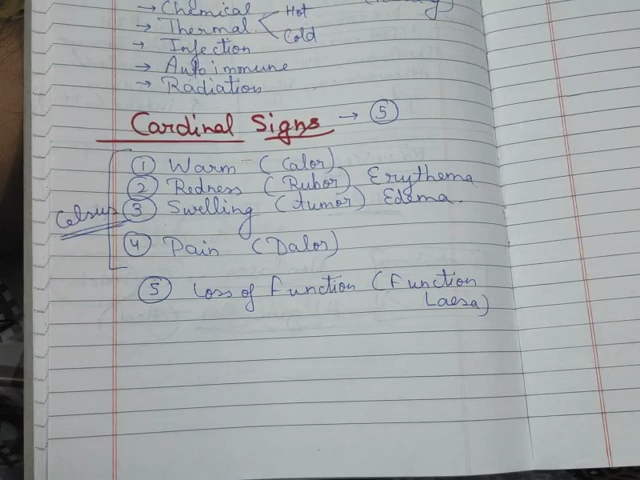 → Chemical
→ Thermal < Hot
Cold
→ Infection
→ Autoimmune
→ Radiation
Cardinal Signs → 5
1 Warm (Calor)
2 Redness (Rubor) Erythema
Celsus 3 Swelling (tumor) Edema.
4 Pain (Dalor)
5 Loss of Function (Function
Laesa)